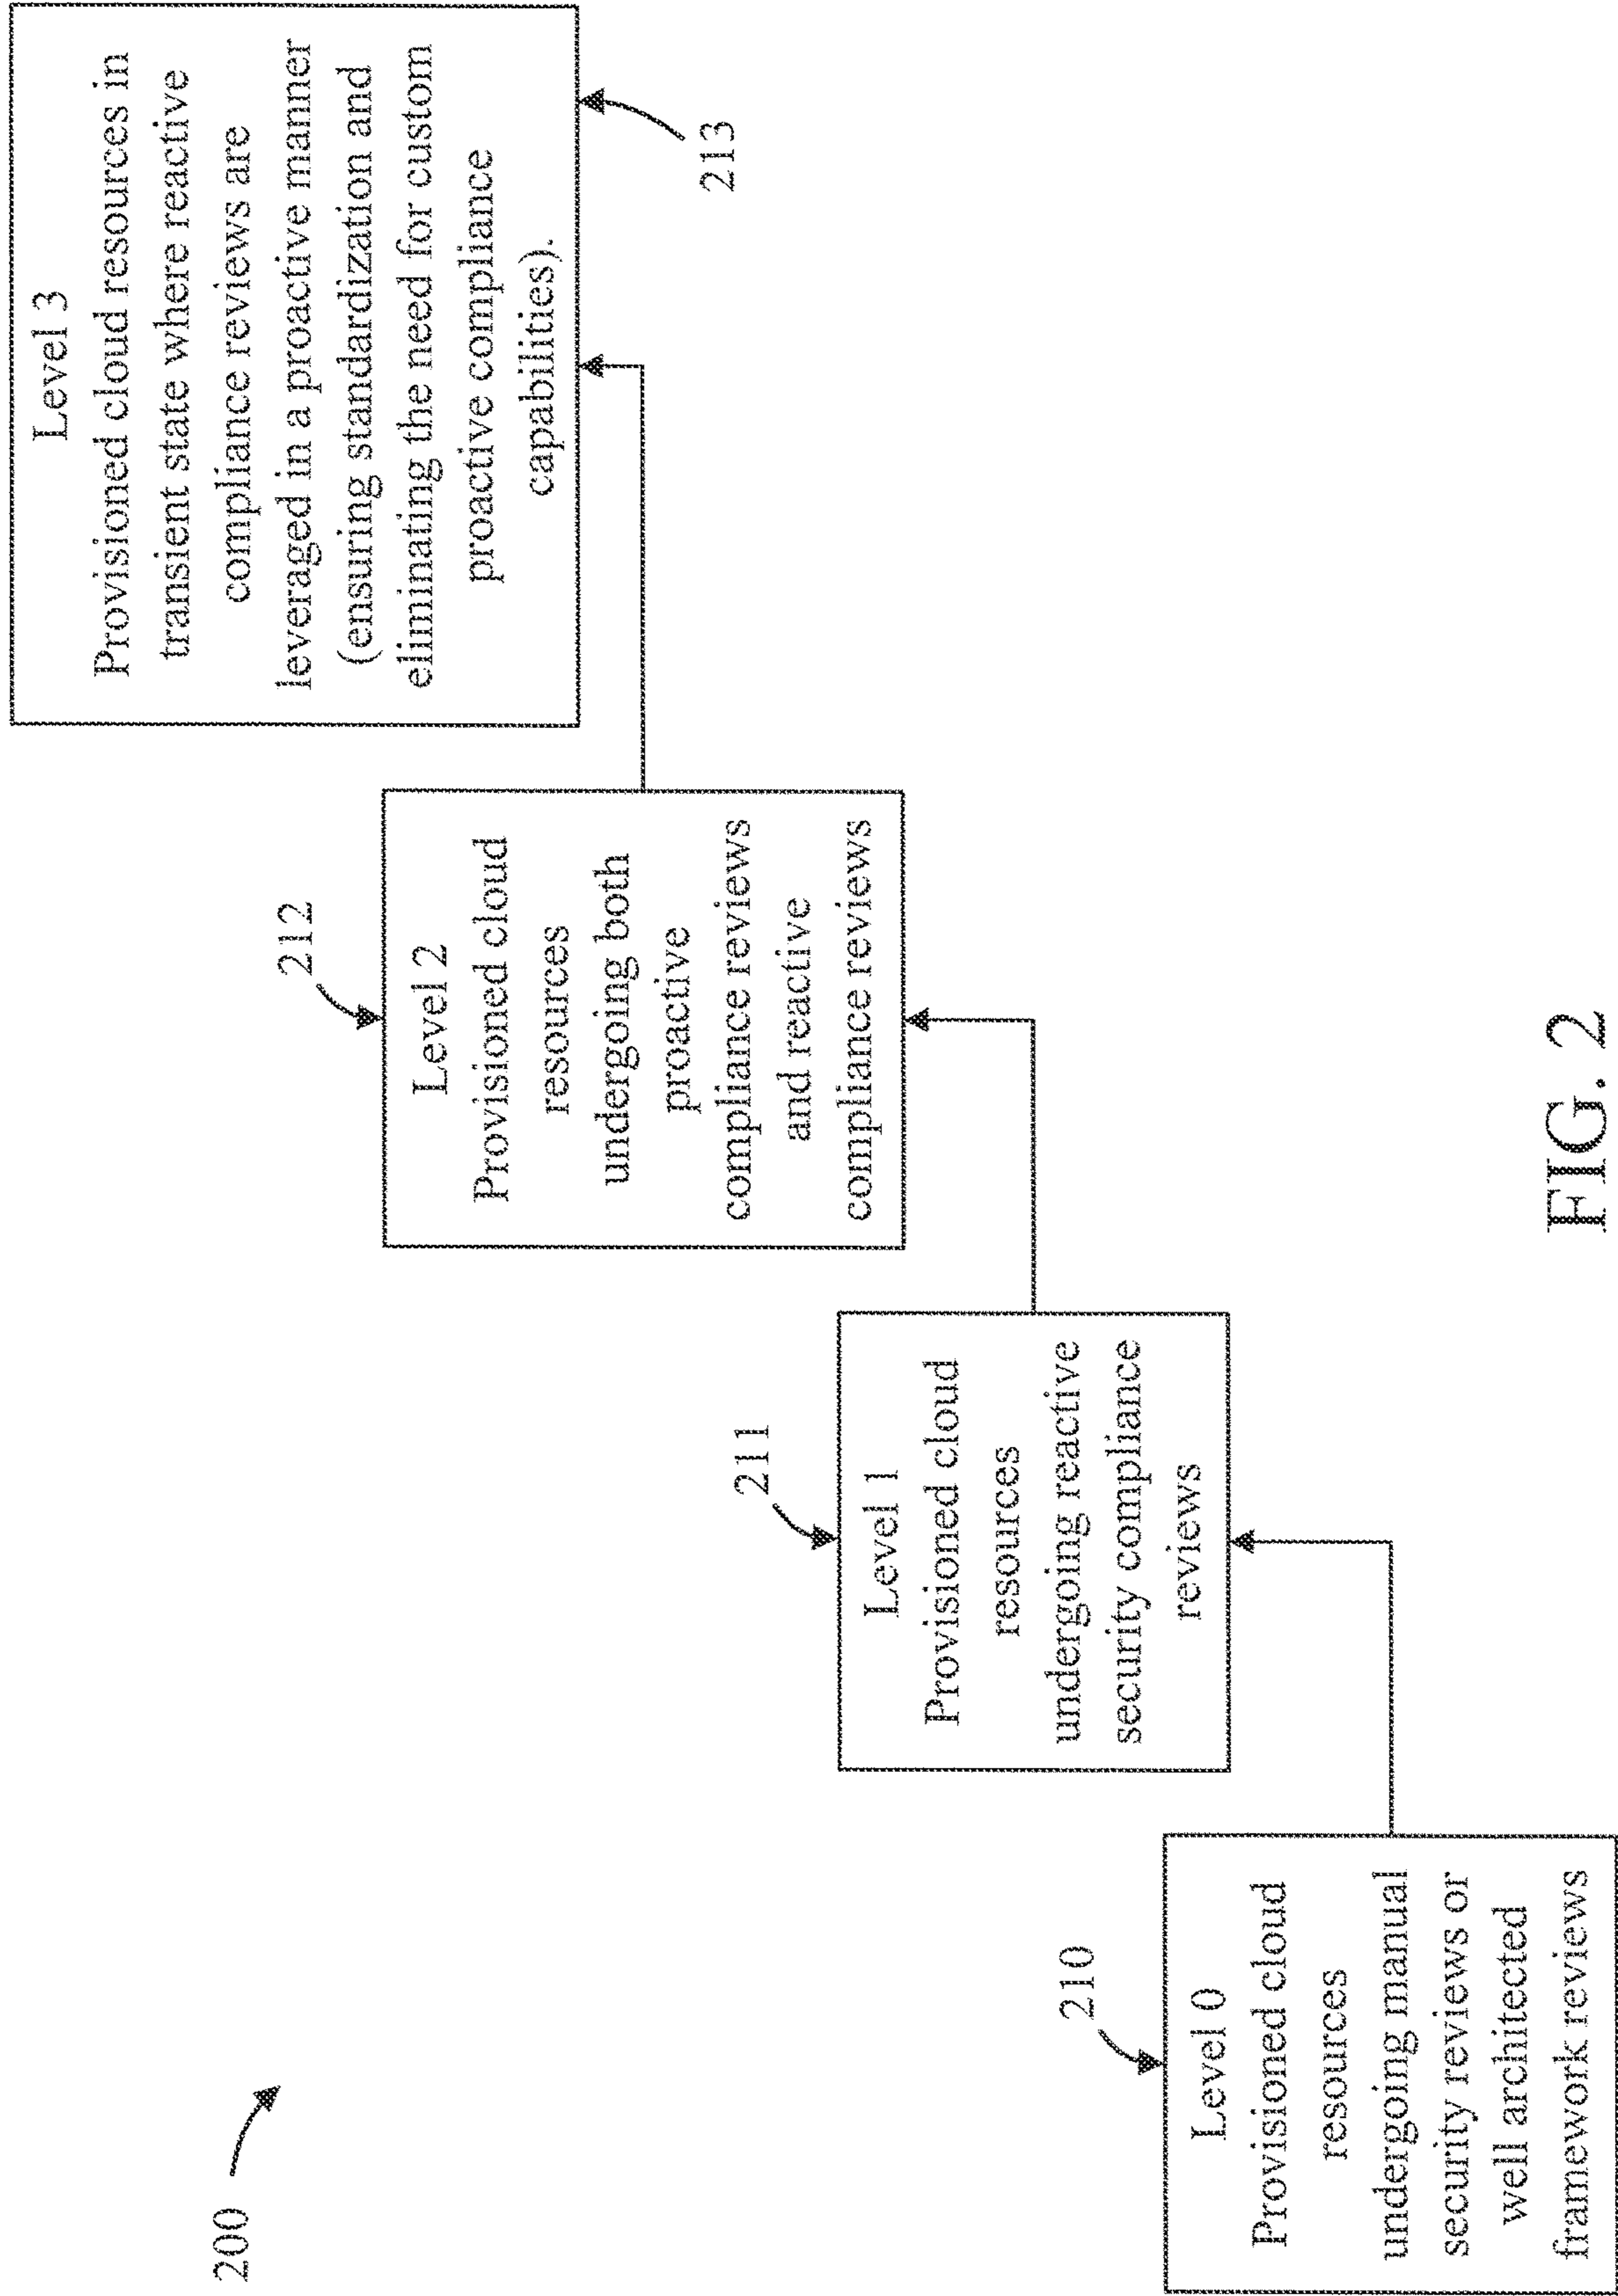 200
210
Level 0
Provisioned cloud
resources
undergoing manual
security reviews or
well architected
framework reviews
211
Level 1
Provisioned cloud
resources
undergoing reactive
security compliance
reviews
212
Level 2
Provisioned cloud
resources
undergoing both
proactive
compliance reviews
and reactive
compliance reviews
Level 3
Provisioned cloud resources in
transient state where reactive
compliance reviews are
leveraged in a proactive manner
(ensuring standardization and
eliminating the need for custom
proactive compliance
capabilities).
213
FIG. 2